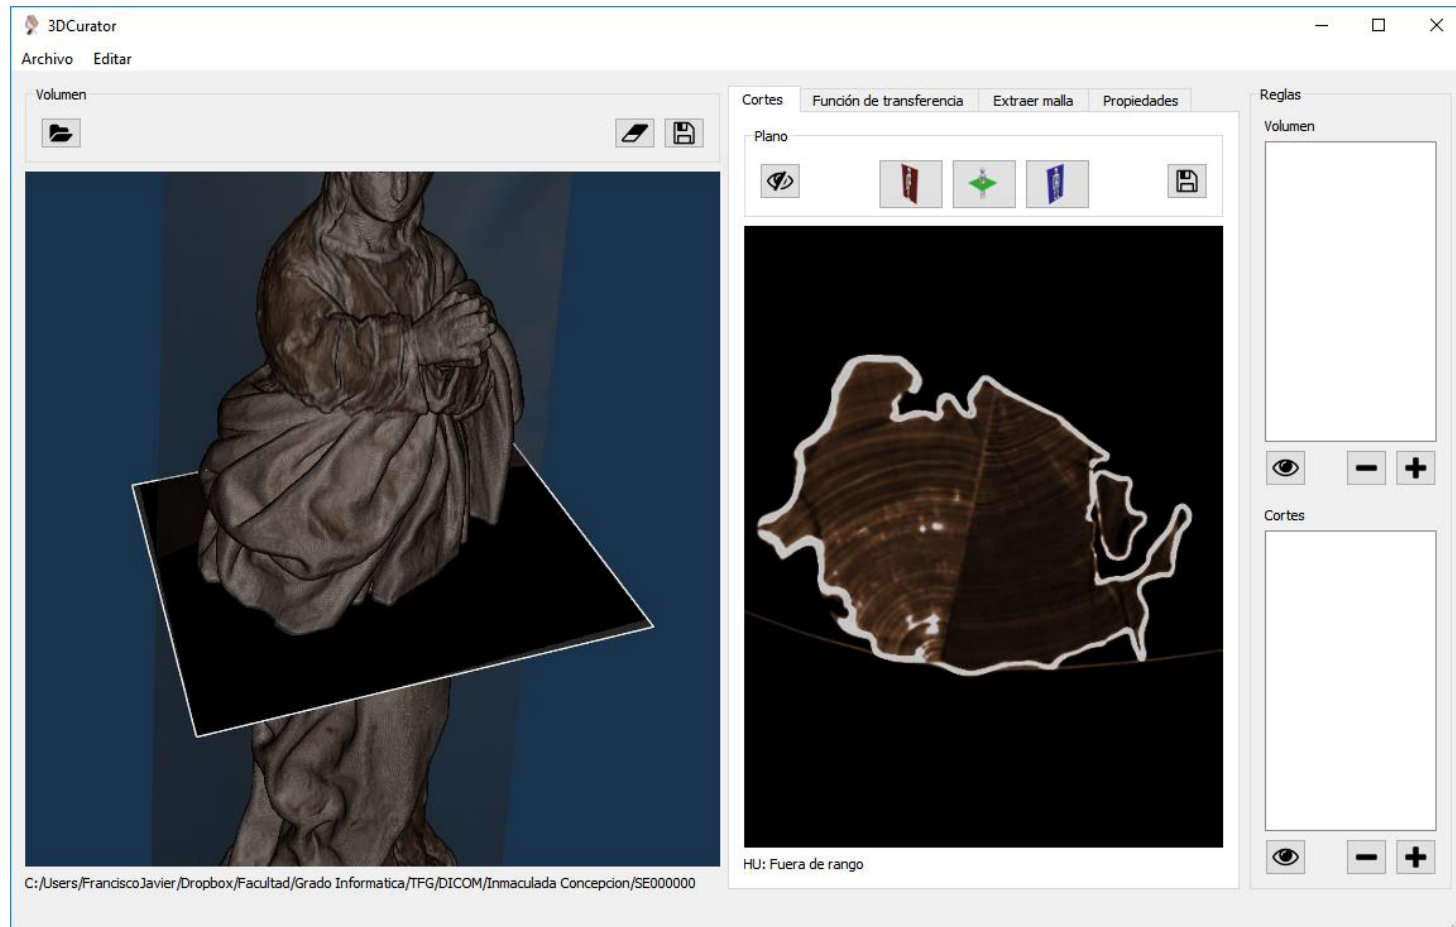 3DCurator
Archivo Editar
Volumen
Cortes Función de transferencia Extraer malla Propiedades
Plano
HU: Fuera de rango
Reglas
Volumen
Cortes
C:/Users/FranciscoJavier/Dropbox/Facultad/Grado Informatica/TFG/DICOM/Inmaculada Concepcion/SE000000